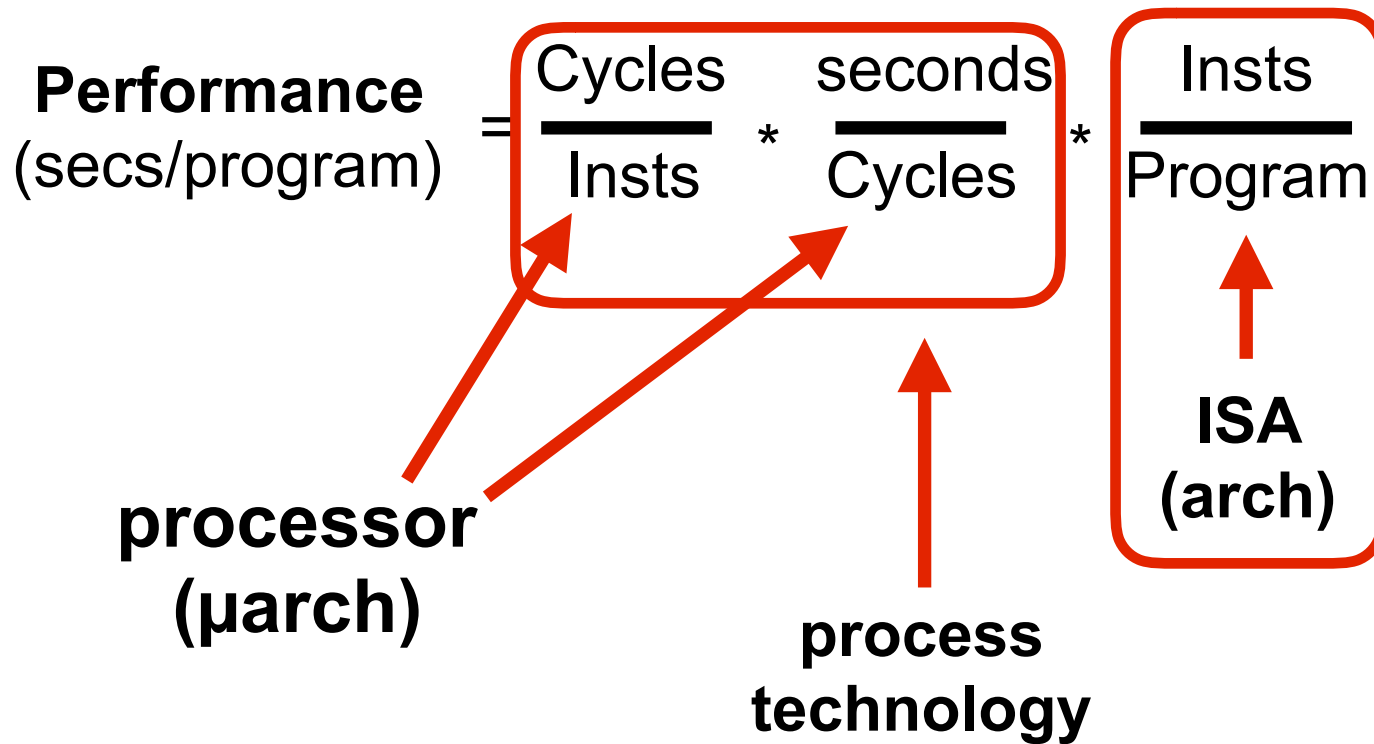 Performance
(secs/program)
= Cycles * seconds * Insts
Insts Cycles Program
processor
(µarch)
process
technology
ISA
(arch)